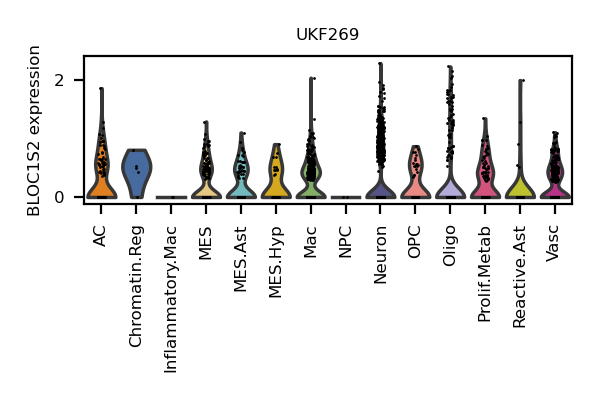 UKF269
BLOC1S2 expression
2
0
AC
Chromatin.Reg
Inflammatory.Mac
MES
MES.Ast
MES.Hyp
Mac
NPC
Neuron
OPC
Oligo
Prolif.Metab
Reactive.Ast
Vasc